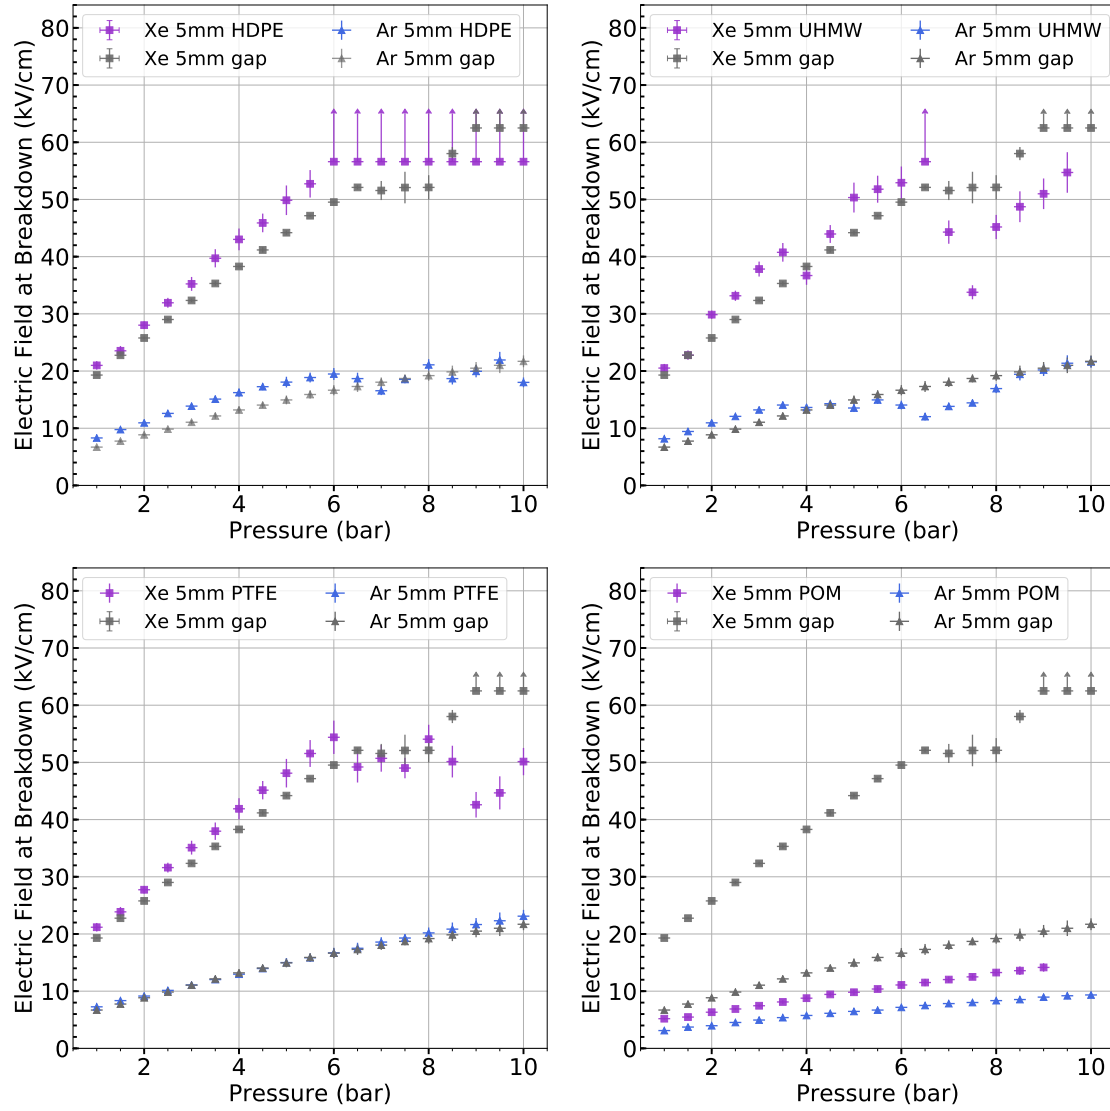 Electric Field at Breakdown (kV/cm)
80
70
60
50
40
30
20
10
0
Xe 5mm HDPE
Ar 5mm HDPE
Xe 5mm gap
Ar 5mm gap
2 4 6 8 10
Pressure (bar)
Electric Field at Breakdown (kV/cm)
80
70
60
50
40
30
20
10
0
Xe 5mm UHMW
Ar 5mm UHMW
Xe 5mm gap
Ar 5mm gap
2 4 6 8 10
Pressure (bar)
Electric Field at Breakdown (kV/cm)
80
70
60
50
40
30
20
10
0
Xe 5mm PTFE
Ar 5mm PTFE
Xe 5mm gap
Ar 5mm gap
2 4 6 8 10
Pressure (bar)
Electric Field at Breakdown (kV/cm)
80
70
60
50
40
30
20
10
0
Xe 5mm POM
Ar 5mm POM
Xe 5mm gap
Ar 5mm gap
2 4 6 8 10
Pressure (bar)